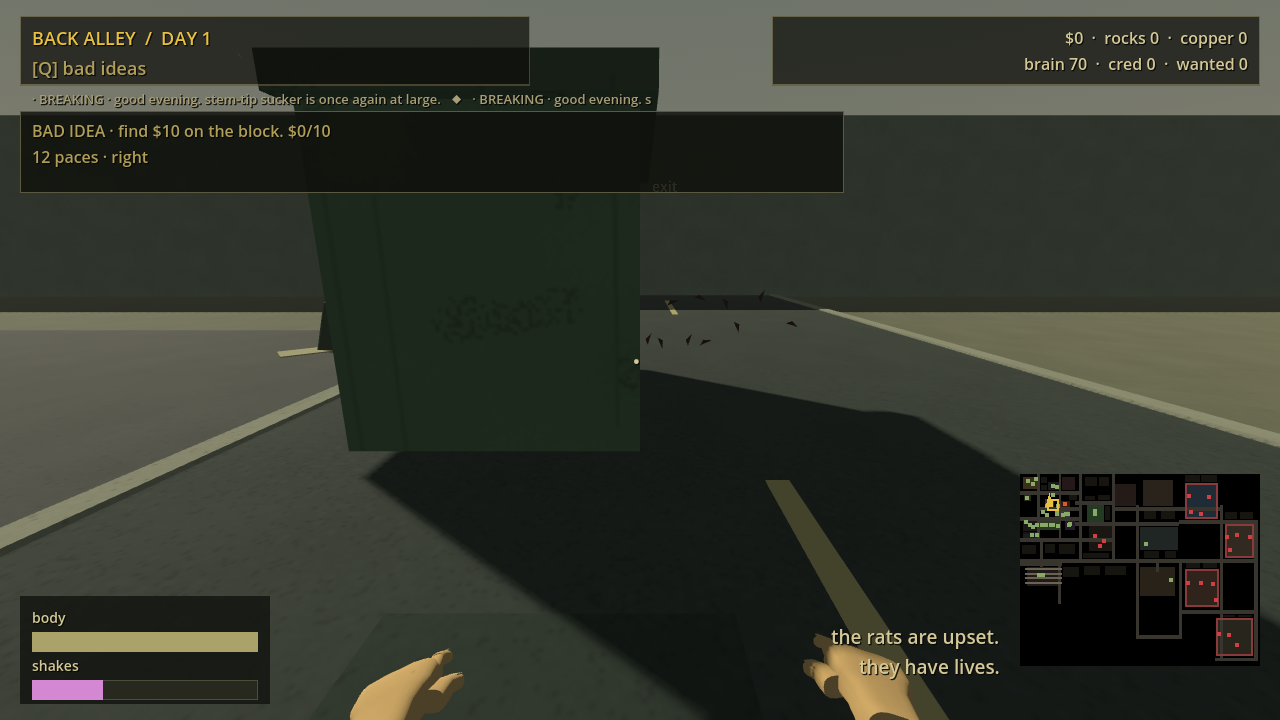 BACK ALLEY / DAY 1
[Q] bad ideas
$0 · rocks 0 · copper 0
brain 70 · cred 0 · wanted 0
· BREAKING · good evening. stem-tip sucker is once again at large. ◆ · BREAKING · good evening. s
BAD IDEA · find $10 on the block. $0/10
12 paces · right
exit
body
shakes
the rats are upset.
they have lives.